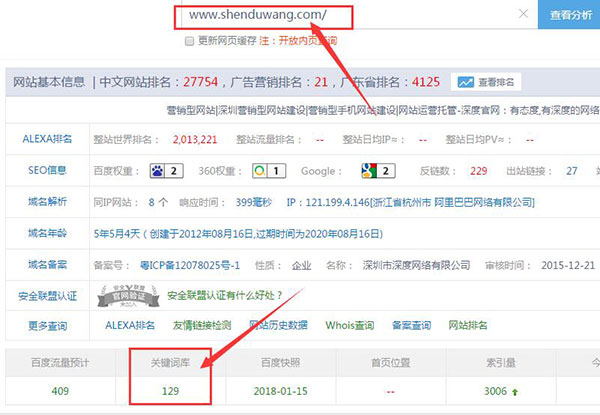 www.shenduwang.com/
查看分析
更新网页缓存 注：开放内页查询
网站基本信息 | 中文网站排名：27754，广告营销排名：21，广东省排名：4125 查看排名
营销型网站|深圳营销型网站建设|营销型手机网站建设|网站运营托管-深度官网：有态度,有深度的网络
ALEXA排名 整站世界排名： 2,013,221 整站流量排名： -- 整站日均IP≈： -- 整站日均PV≈： --
SEO信息 百度权重： 2 360权重： 1 Google： 2 反链数： 229 出站链接： 27 站
域名解析 同IP网站： 8 个 响应时间： 399毫秒 IP：121.199.4.146[浙江省杭州市 阿里巴巴网络有限公司]
域名年龄 5年5月4天（创建于2012年08月16日,过期时间为2020年08月16日）
域名备案 备案号： 粤ICP备12078025号-1 性质： 企业 名称： 深圳市深度网络有限公司 审核时间： 2015-12-21
安全联盟认证 安全联盟 官网验证 未加入 安全联盟认证有什么好处？
更多查询 ALEXA排名 友情链接检测 网站历史数据 Whois查询 备案查询 网站排名
百度流量预计 关键词库 百度快照 首页位置 索引量
409 129 2018-01-15 -- 3006 今